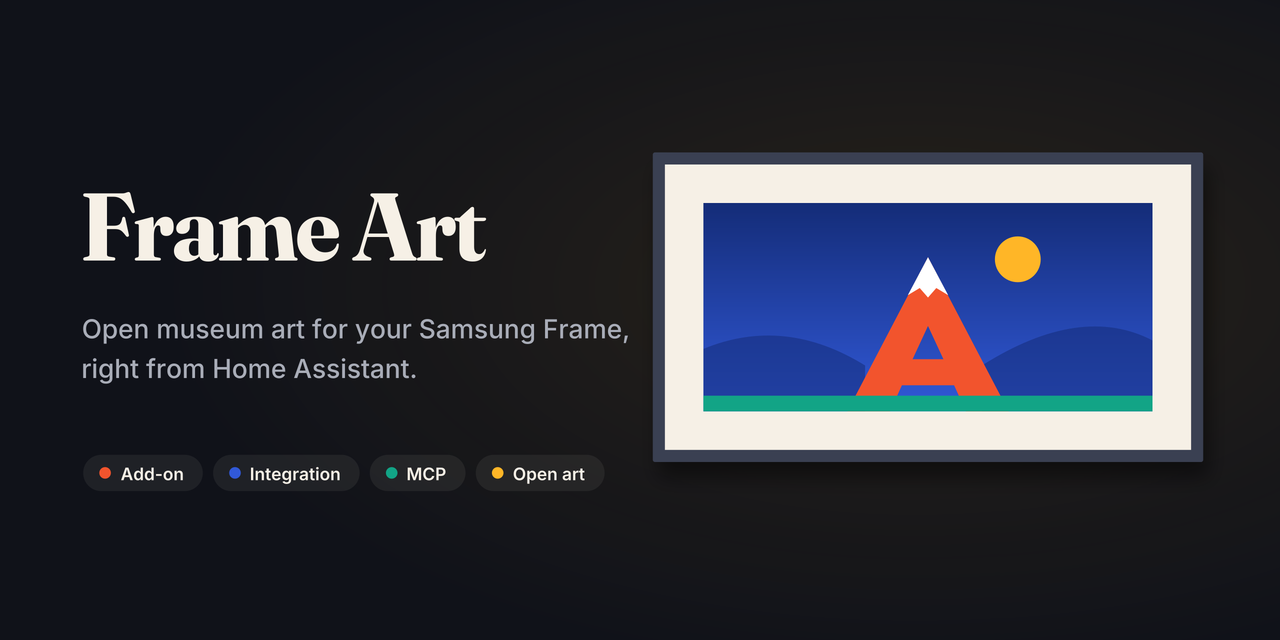 Frame Art
Open museum art for your Samsung Frame,
right from Home Assistant.
Add-on
Integration
MCP
Open art
A